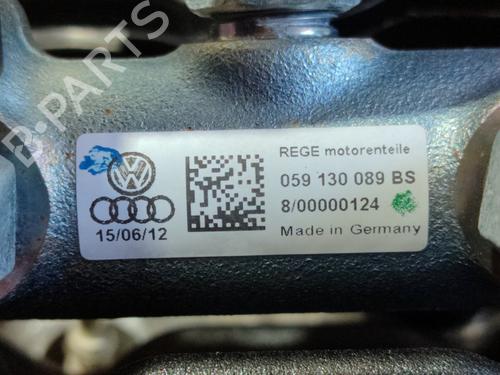 B-PARTS
REGE motorenteile
059 130 089 BS
8/00000124
15/06/12
Made in Germany